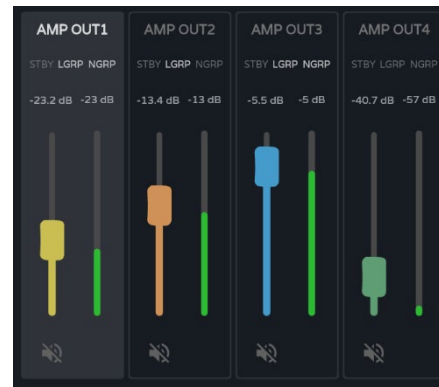 AMP OUT1 AMP OUT2 AMP OUT3 AMP OUT4
STBY LGRP NGRP STBY LGRP NGRP STBY LGRP NGRP STBY LGRP NGRP
-23.2 dB -23 dB -13.4 dB -13 dB -5.5 dB -5 dB -40.7 dB -57 dB